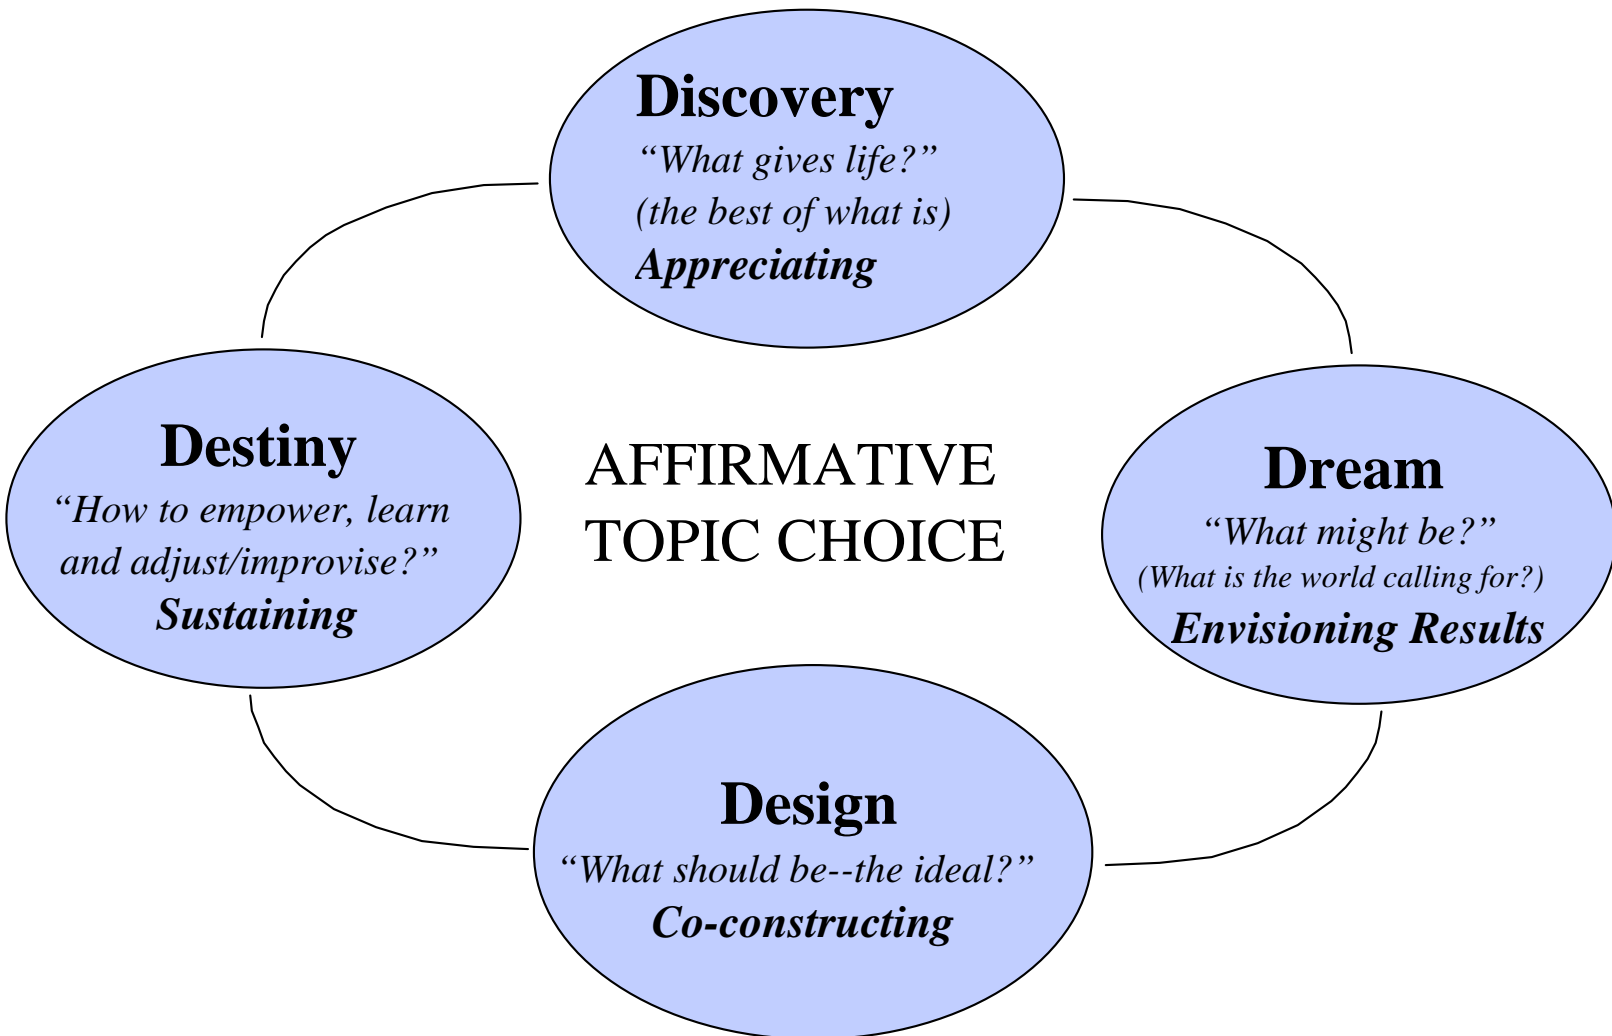 Discovery
“What gives life?”
(the best of what is)
Appreciating
Destiny
“How to empower, learn
and adjust/improvise?”
Sustaining
AFFIRMATIVE
TOPIC CHOICE
Dream
“What might be?”
(What is the world calling for?)
Envisioning Results
Design
“What should be--the ideal?”
Co-constructing